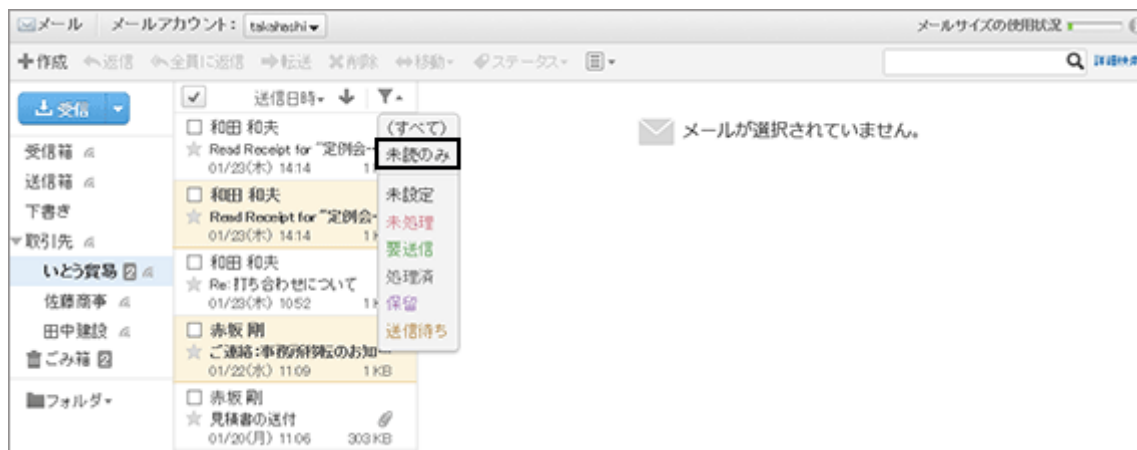 メール メールアカウント: takahashi メールサイズの使用状況
作成 返信 全員に返信 転送 削除 移動 ステータス 詳細検索
受信
受信箱
送信箱
下書き
取引先
いとう貿易 2
佐藤商事
田中建設
ごみ箱 2
フォルダ
送信日時
和田 和夫
Read Receipt for "定例会…
01/23(木) 14:14
和田 和夫
Read Receipt for "定例会…
01/23(木) 14:14
和田 和夫
Re:打ち合わせについて
01/23(木) 10:52
赤坂 剛
ご連絡:事務所移転のお知…
01/22(水) 11:09 1 KB
赤坂 剛
見積書の送付
01/20(月) 11:06 303 KB
(すべて)
未読のみ
未設定
未処理
要送信
処理済
保留
送信待ち
メールが選択されていません。